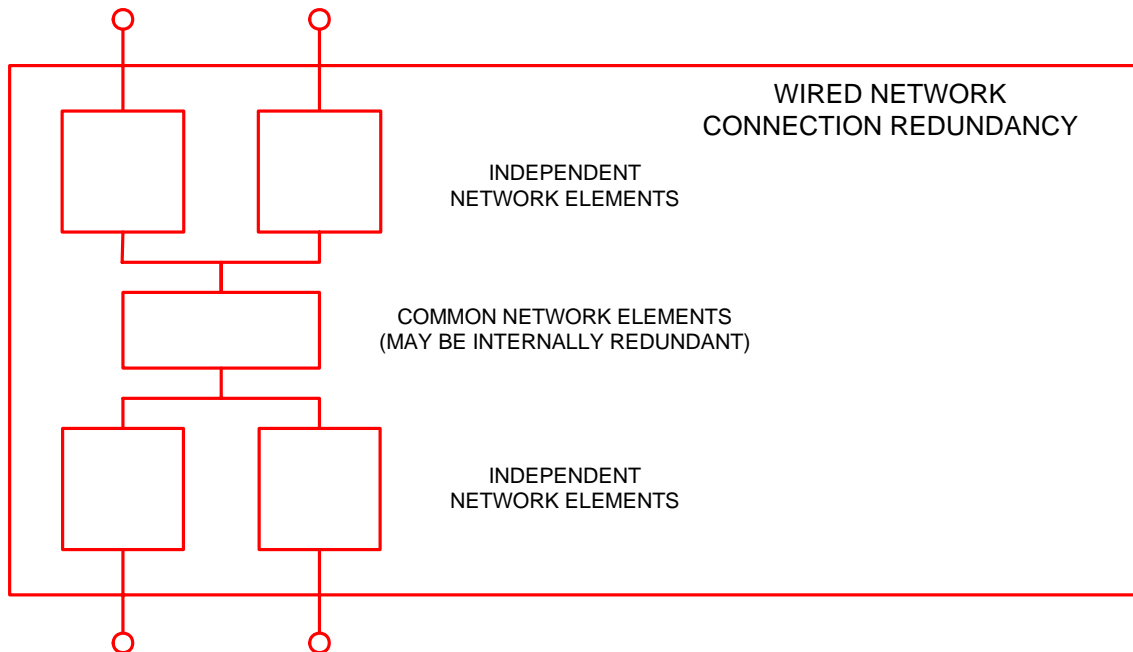 WIRED NETWORK
CONNECTION REDUNDANCY
INDEPENDENT
NETWORK ELEMENTS
COMMON NETWORK ELEMENTS
(MAY BE INTERNALLY REDUNDANT)
INDEPENDENT
NETWORK ELEMENTS